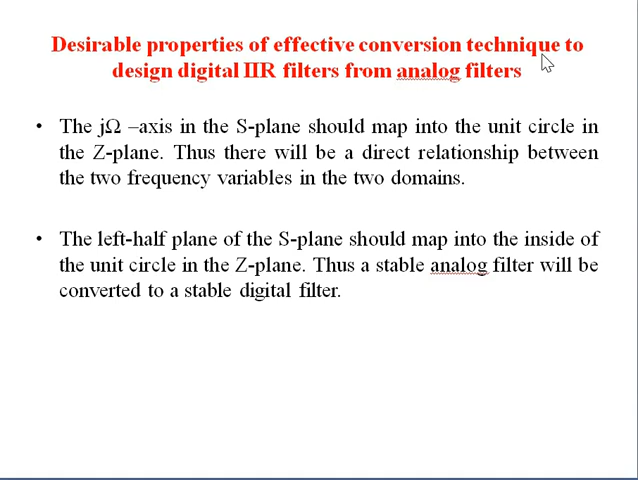 Desirable properties of effective conversion technique to
design digital IIR filters from analog filters
• The jΩ –axis in the S-plane should map into the unit circle in
the Z-plane. Thus there will be a direct relationship between
the two frequency variables in the two domains.
• The left-half plane of the S-plane should map into the inside of
the unit circle in the Z-plane. Thus a stable analog filter will be
converted to a stable digital filter.